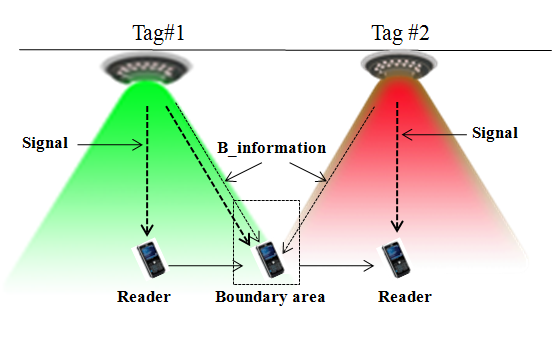 Tag#1
Tag #2
Signal
Signal
B_information
Reader
Boundary area
Reader